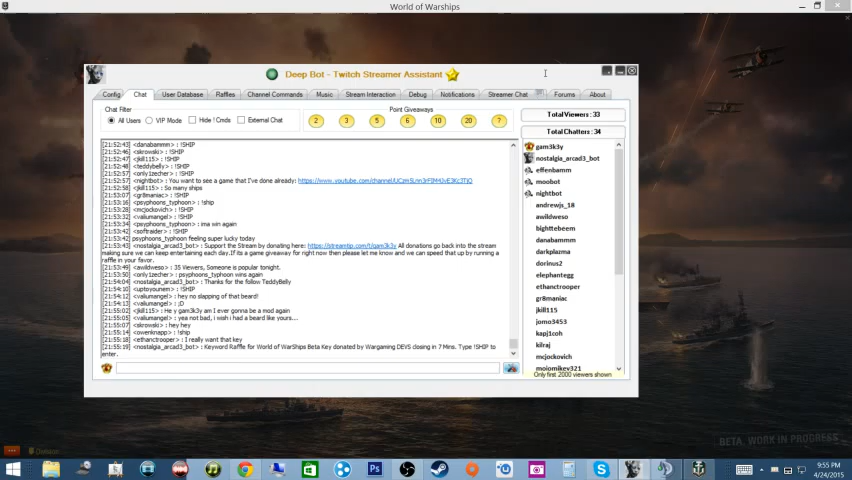 World of Warships
Deep Bot - Twitch Streamer Assistant
Config Chat User Database Raffles Channel Commands Music Stream Interaction Debug Notifications Streamer Chat Forums About
Chat Filter
All Users VIP Mode Hide ! Cmds External Chat
Point Giveaways
2 3 5 6 10 20 ?
Total Viewers: 33
Total Chatters: 34
[21:52:43] <danabammm> : !SHIP
[21:52:46] <skrowski> : !SHIP
[21:52:47] <jkill115> : !SHIP
[21:52:48] <teddybelly> : !SHIP
[21:52:57] <only1zecher> : !SHIP
[21:52:57] <nightbot> : You want to see a game that I've done already:
[21:52:58] <jkill115> : So many ships
[21:53:07] <gr8maniac> : !SHIP
[21:53:16] <psyphoons_typhoon> : !ship
[21:53:28] <mcjockovich> : !SHIP
[21:53:32] <valiumangel> : !SHIP
[21:53:34] <psyphoons_typhoon> : ima win again
[21:53:42] <softraider> : !SHIP
[21:53:42] psyphoons_typhoon feeling super lucky today
[21:53:43] <nostalgia_arcad3_bot> : Support the Stream by donating here: https://streamtip.com/t/gam3k3y All donations go back into the stream
making sure we can keep entertaining each day.If its a game giveaway for right now then please let me know and we can speed that up by running a
raffle in your favor.
[21:53:49] <awildweso> : 35 Viewers, Someone is popular tonight.
[21:53:50] <only1zecher> : psyphoons_typhoon wins again
[21:54:04] <nostalgia_arcad3_bot> : Thanks for the follow TeddyBelly
[21:54:10] <uptoyounem> : !SHIP
[21:54:12] <valiumangel> : hey no slapping of that beard!
[21:54:13] <valiumangel> : ;D
[21:55:02] <jkill115> : He y gam3k3y am I ever gonna be a mod again
[21:55:05] <valiumangel> : yea not bad, i wish i had a beard like yours...
[21:55:07] <skrowski> : hey hey
[21:55:14] <owenknapp> : !ship
[21:55:18] <ethanctrooper> : I really want that key
[21:55:19] <nostalgia_arcad3_bot> : Keyword Raffle for World of WarShips Beta Key donated by Wargaming DEVS closing in 7 Mins. Type !SHIP to
enter.
gam3k3y
nostalgia_arcad3_bot
effenbamm
moobot
nightbot
andrewjs_18
awildweso
bighttebeem
danabammm
darkplazma
dorinus2
elephantegg
ethanctrooper
gr8maniac
jkill115
jomo3453
kapj1coh
kilraj
mcjockovich
mojomikev321
Only first 2000 viewers shown
Division
BETA, WORK IN PROGRESS
9:55 PM
4/24/2015